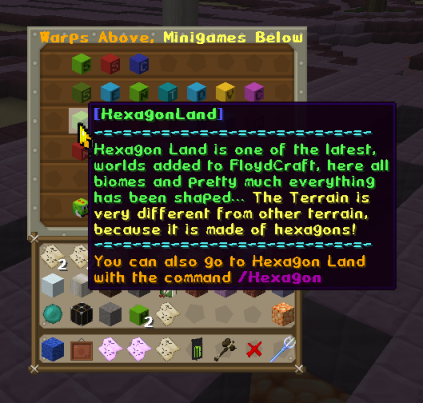 Warps Above, Minigames Below
[HexagonLand]
-=-=-=-=-=-=-=-=-=-=-=-=-=-
Hexagon Land is one of the latest,
worlds added to FloydCraft, here all
biomes and pretty much everything
has been shaped... The Terrain is
very different from other terrain,
because it is made of hexagons!
-=-=-=-=-=-=-=-=-=-=-=-=-=-
You can also go to Hexagon Land
with the command /Hexagon
2
2